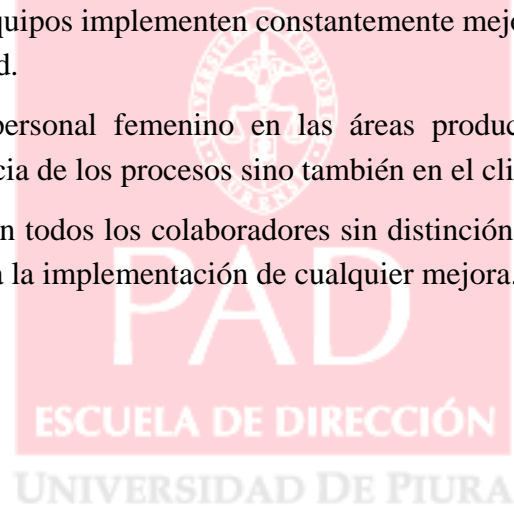 quipos implementen constantemente mejo
d.
personal femenino en las áreas produc
cia de los procesos sino también en el cli
n todos los colaboradores sin distinción
a la implementación de cualquier mejora.
PAD
ESCUELA DE DIRECCIÓN
UNIVERSIDAD DE PIURA